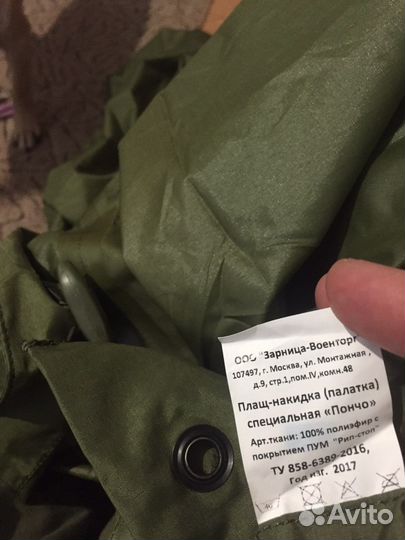 ООО "Зарница-Военторг"
107497, г. Москва, ул. Монтажная,
д.9, стр.1,пом.IV,комн.48
Плащ-накидка (палатка)
специальная «Пончо»
Арт.ткани: 100% полиэфир с
покрытием ПУМ "Рип-стоп"
ТУ 858-6389-2016,
Год изг. 2017
Avito